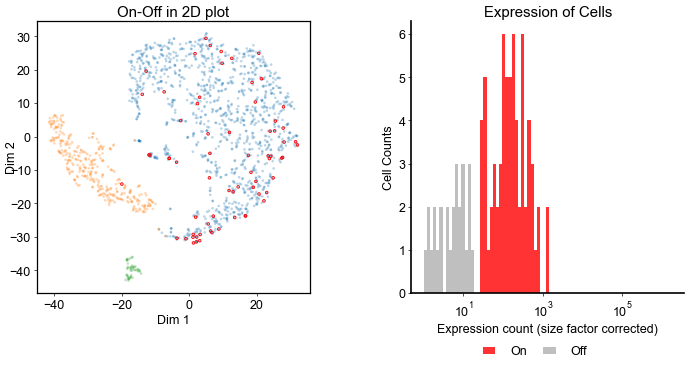 On-Off in 2D plot
Expression of Cells
30
20
10
0
−10
−20
−30
−40
Dim 2
−40
−20
0
20
Dim 1
6
5
4
3
2
1
0
Cell Counts
10^1
10^3
10^5
Expression count (size factor corrected)
On
Off